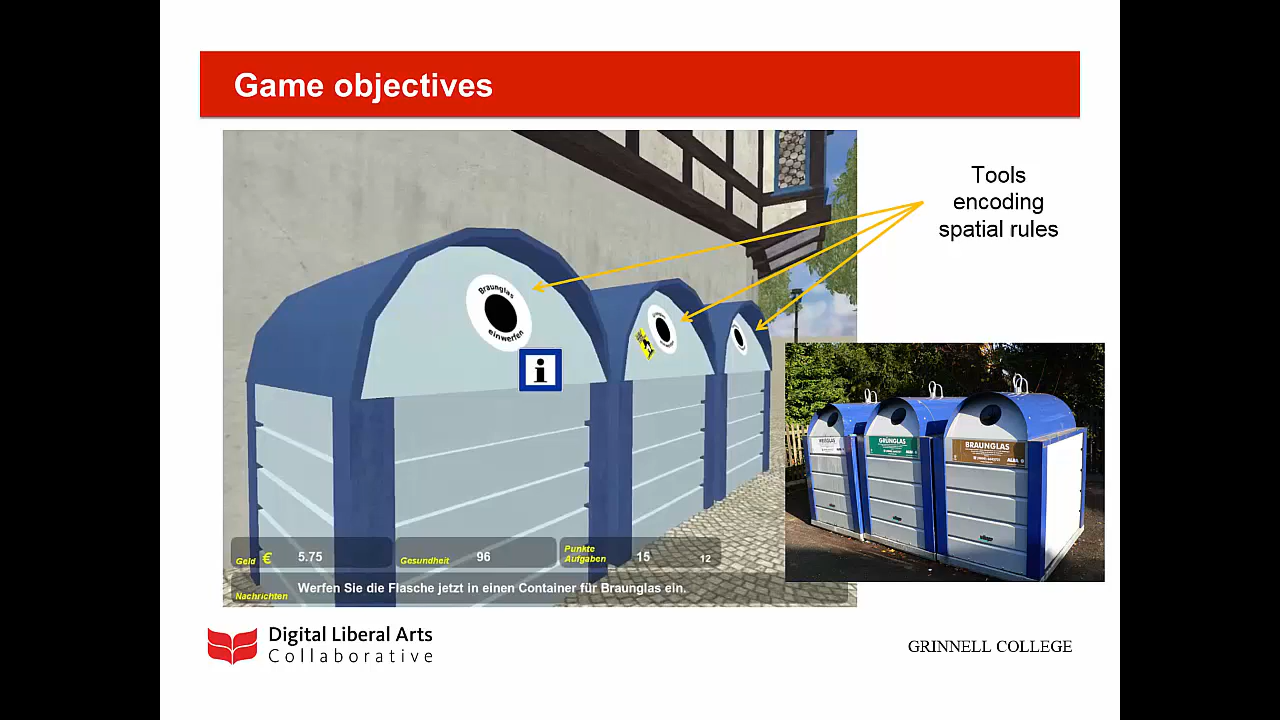 Game objectives
Tools
encoding
spatial rules
Braunglas
einwerfen
GRÜNGLAS
BRAUNGLAS
ALBA
Geld € 5.75
Gesundheit 96
Punkte
Aufgaben 15 12
Nachrichten Werfen Sie die Flasche jetzt in einen Container für Braunglas ein.
Digital Liberal Arts
Collaborative
GRINNELL COLLEGE